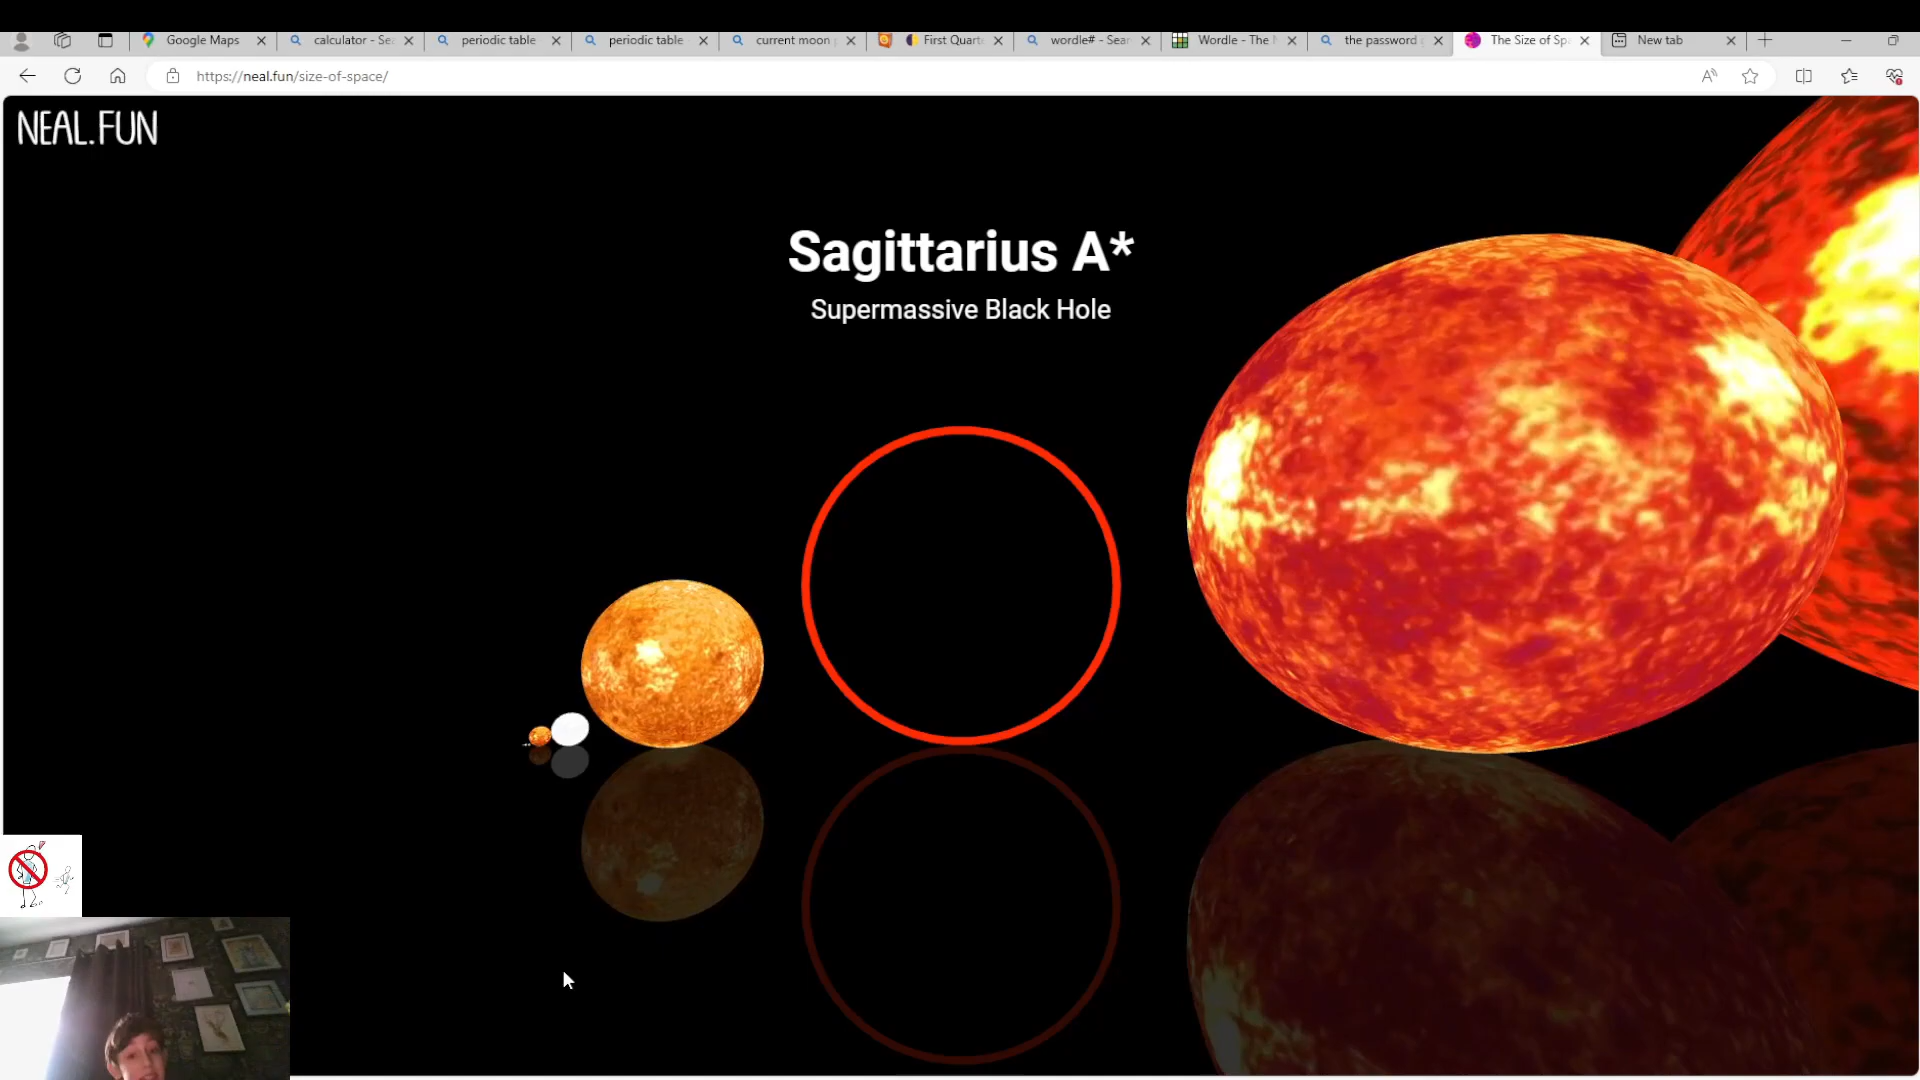 Google Maps
calculator - Se
periodic table
periodic table
current moon
First Quart
wordle# - Sear
Wordle - The
the password
The Size of Sp
New tab
https://neal.fun/size-of-space/
NEAL.FUN
Sagittarius A*
Supermassive Black Hole